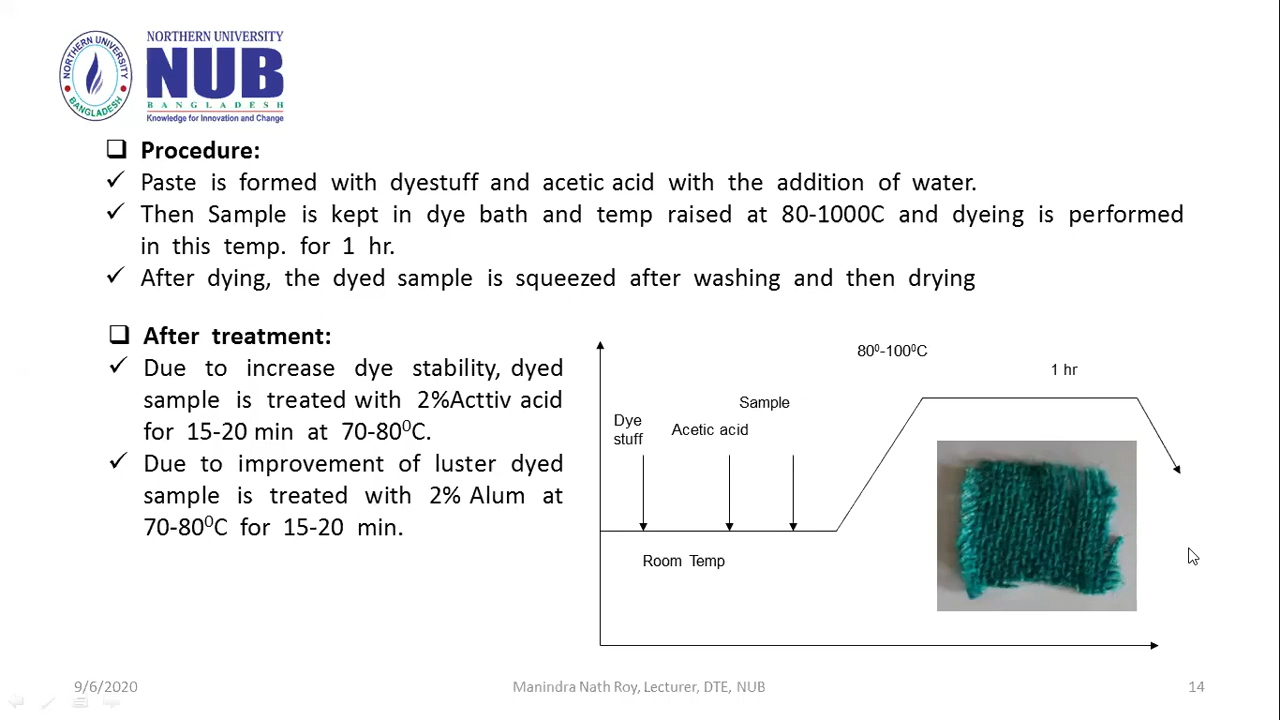 NORTHERN UNIVERSITY
BANGLADESH
NORTHERN UNIVERSITY
NUB
BANGLADESH
Knowledge for Innovation and Change
Procedure:
Paste is formed with dyestuff and acetic acid with the addition of water.
Then Sample is kept in dye bath and temp raised at 80-1000C and dyeing is performed
in this temp. for 1 hr.
After dying, the dyed sample is squeezed after washing and then drying
After treatment:
Due to increase dye stability, dyed
sample is treated with 2%Acttiv acid
for 15-20 min at 70-80⁰C.
Due to improvement of luster dyed
sample is treated with 2% Alum at
70-80⁰C for 15-20 min.
80⁰-100⁰C
1 hr
Sample
Dye
stuff
Acetic acid
Room Temp
9/6/2020
Manindra Nath Roy, Lecturer, DTE, NUB
14